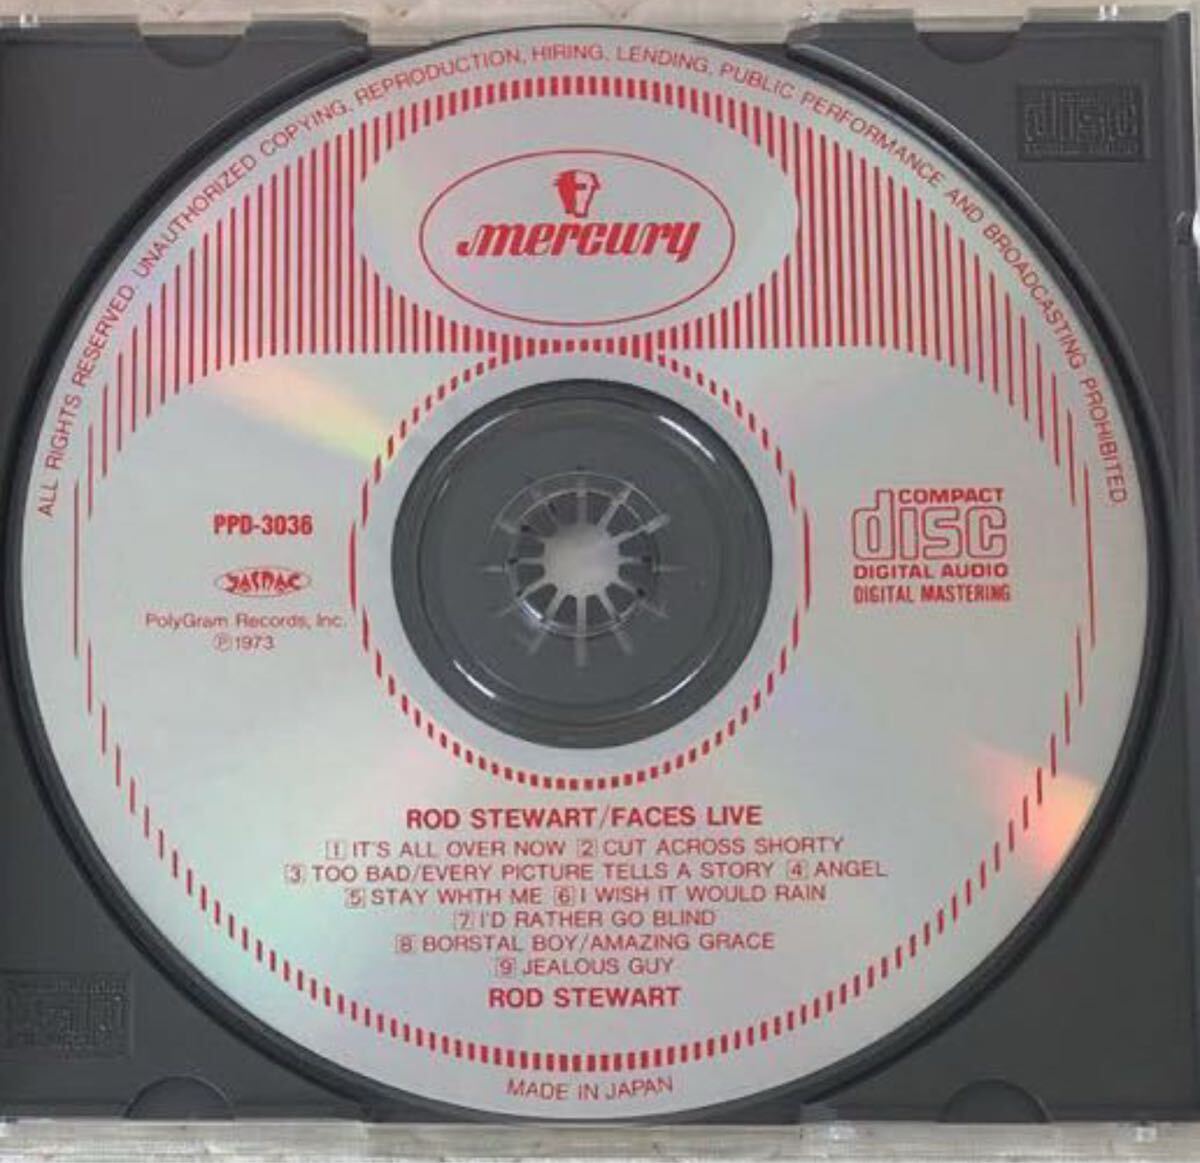 ALL RIGHTS RESERVED. UNAUTHORIZED COPYING, REPRODUCTION, HIRING, LENDING, PUBLIC PERFORMANCE AND BROADCASTING PROHIBITED.
mercury
PPD-3036
COMPACT
disc
DIGITAL AUDIO
DIGITAL MASTERING
JASRAC
PolyGram Records, Inc.
Ⓟ1973
ROD STEWART/FACES LIVE
1 IT'S ALL OVER NOW 2 CUT ACROSS SHORTY
3 TOO BAD/EVERY PICTURE TELLS A STORY 4 ANGEL
5 STAY WHTH ME 6 I WISH IT WOULD RAIN
7 I'D RATHER GO BLIND
8 BORSTAL BOY/AMAZING GRACE
9 JEALOUS GUY
ROD STEWART
MADE IN JAPAN
disc